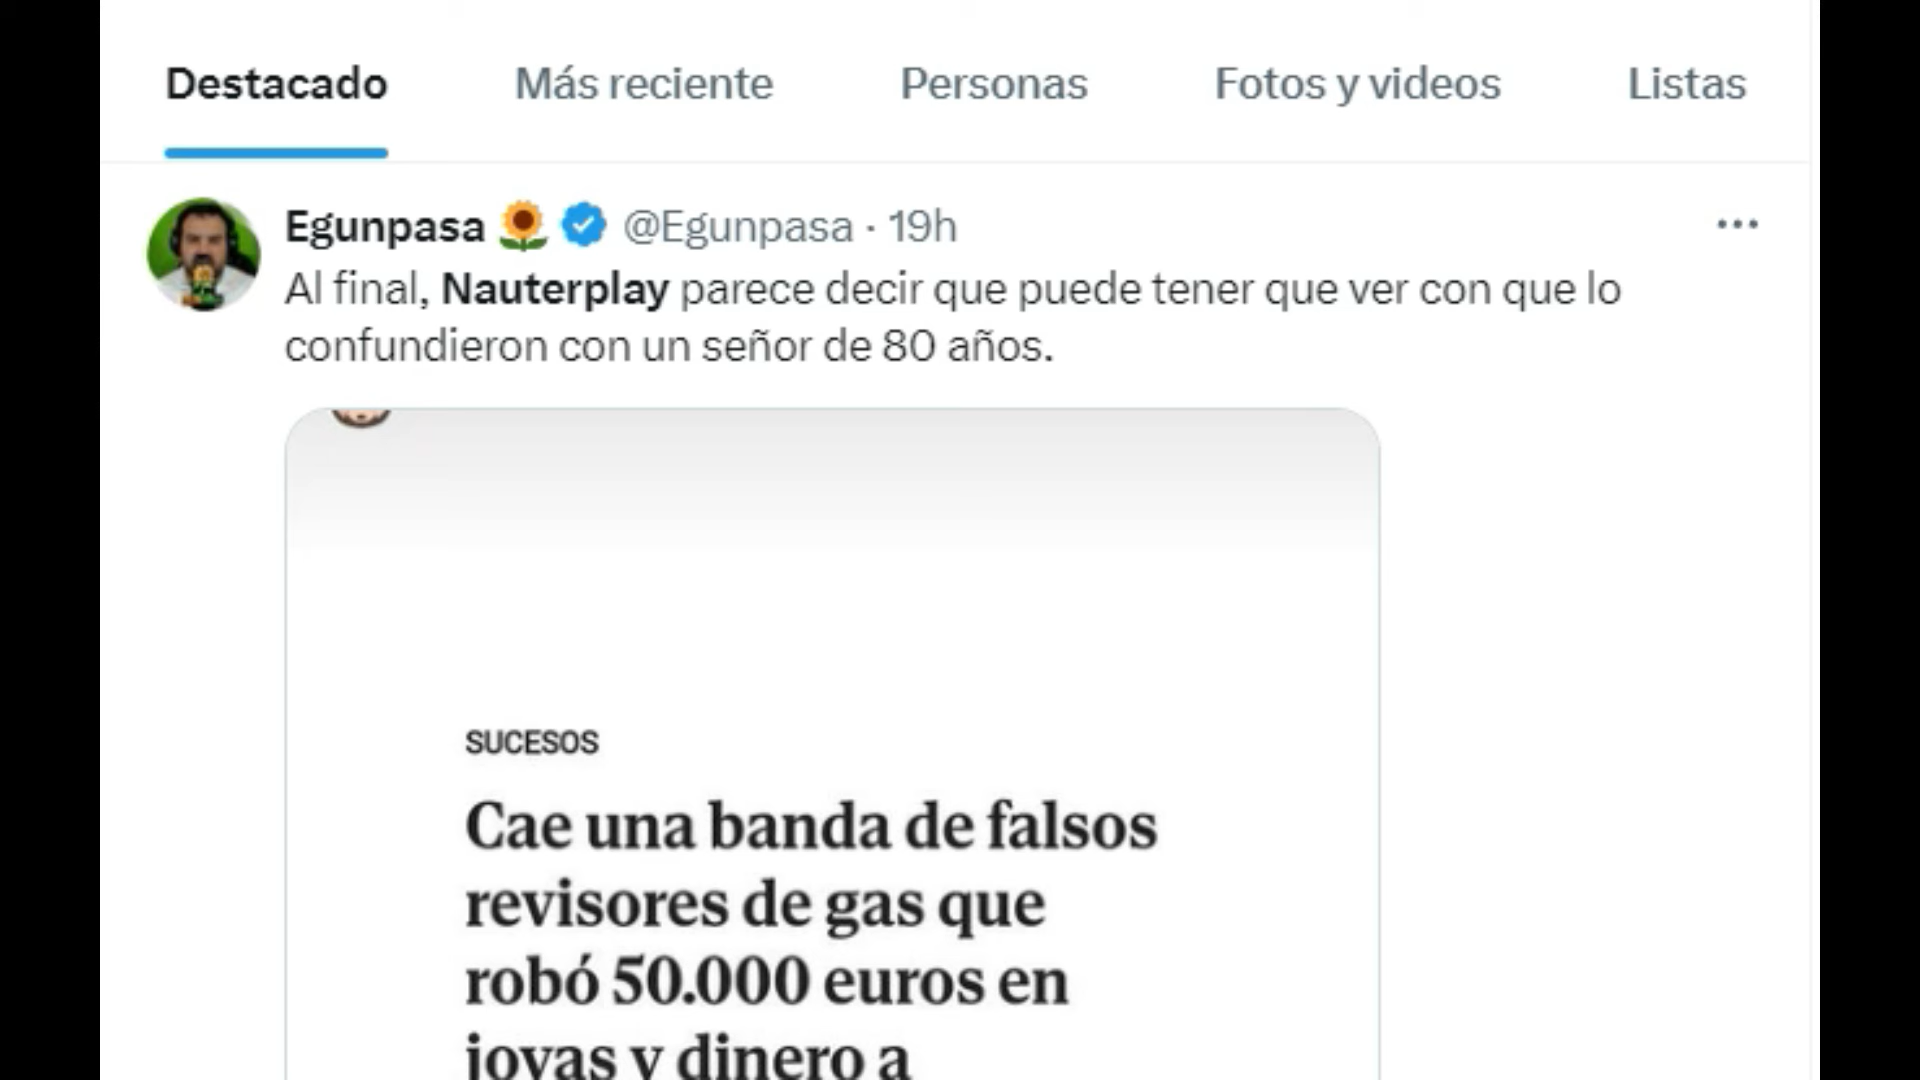 Destacado Más reciente Personas Fotos y videos Listas
Egunpasa 🌻 @Egunpasa · 19h
Al final, Nauterplay parece decir que puede tener que ver con que lo
confundieron con un señor de 80 años.
SUCESOS
Cae una banda de falsos
revisores de gas que
robó 50.000 euros en
joyas y dinero a